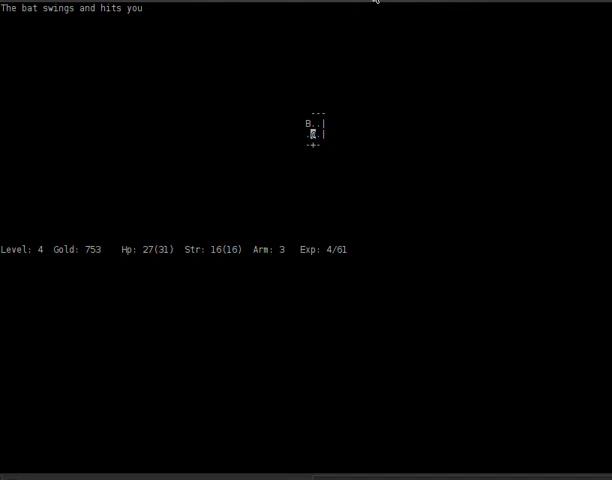 The bat swings and hits you
---
B..|
.@.|
-+-
Level: 4 Gold: 753 Hp: 27(31) Str: 16(16) Arm: 3 Exp: 4/61